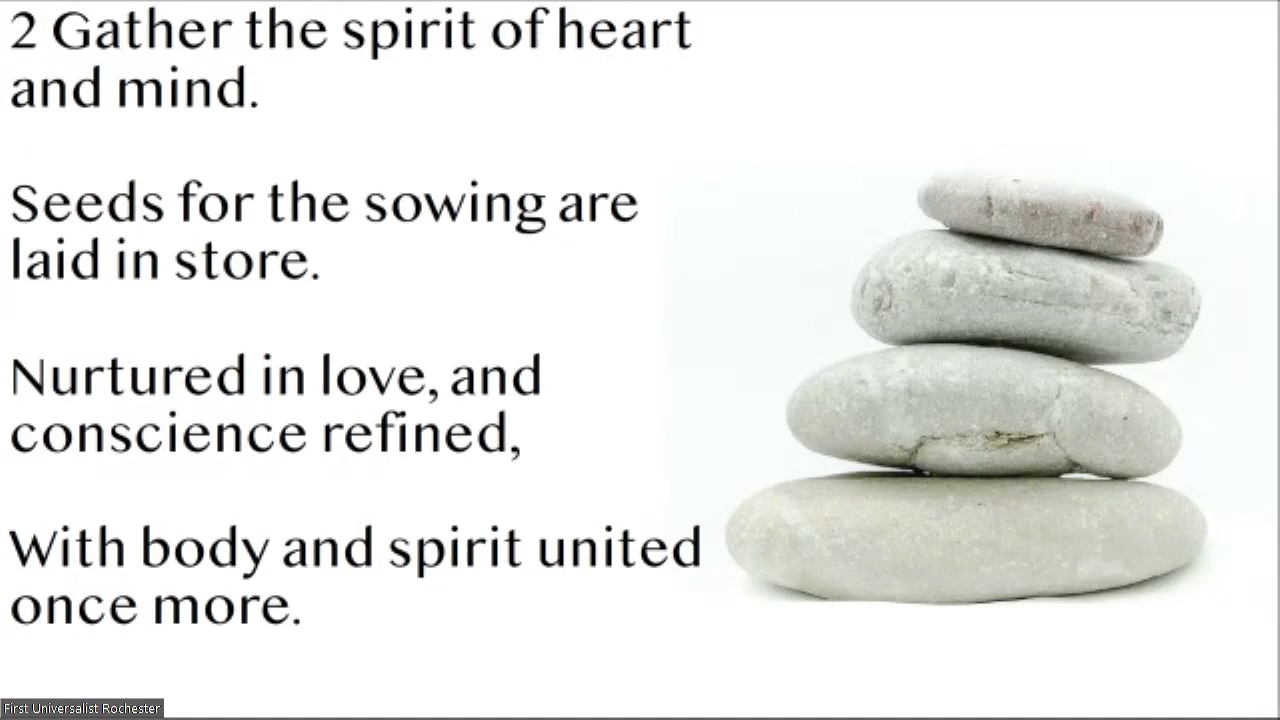 2 Gather the spirit of heart
and mind.
Seeds for the sowing are
laid in store.
Nurtured in love, and
conscience refined,
With body and spirit united
once more.
First Universalist Rochester